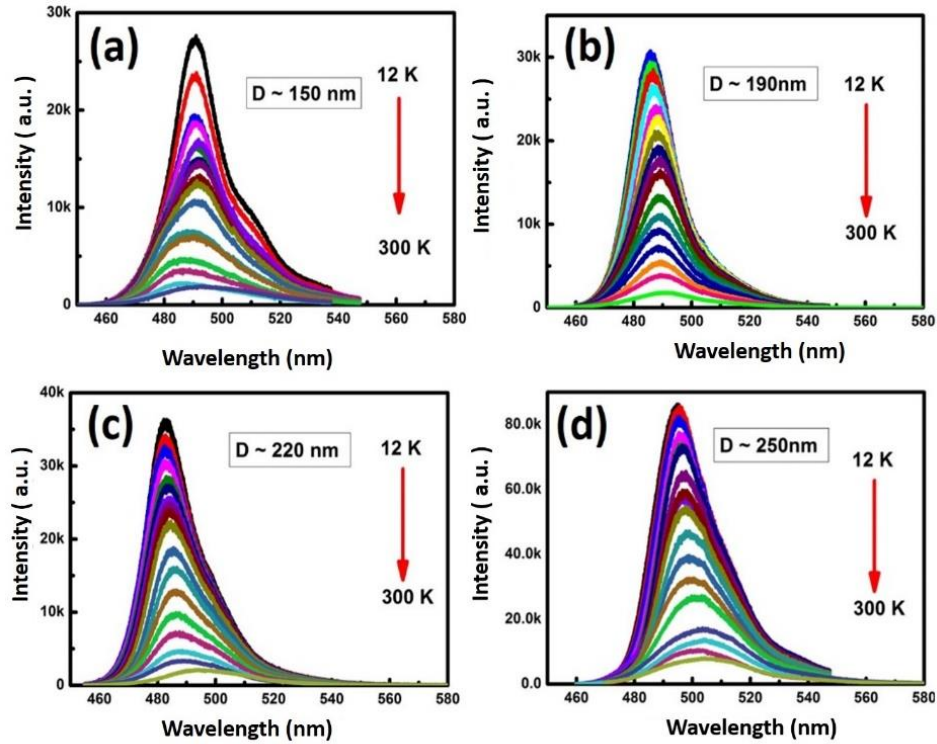 (a)
D ~ 150 nm
12 K
300 K
Intensity ( a.u.)
30k
20k
10k
0
460 480 500 520 540 560 580
Wavelength (nm)
(b)
D ~ 190nm
12 K
300 K
Intensity ( a.u.)
30k
20k
10k
0
460 480 500 520 540 560 580
Wavelength (nm)
(c)
D ~ 220 nm
12 K
300 K
Intensity ( a.u.)
40k
30k
20k
10k
0
460 480 500 520 540 560 580
Wavelength (nm)
(d)
D ~ 250nm
12 K
300 K
Intensity ( a.u.)
80.0k
60.0k
40.0k
20.0k
0.0
460 480 500 520 540 560 580
Wavelength (nm)